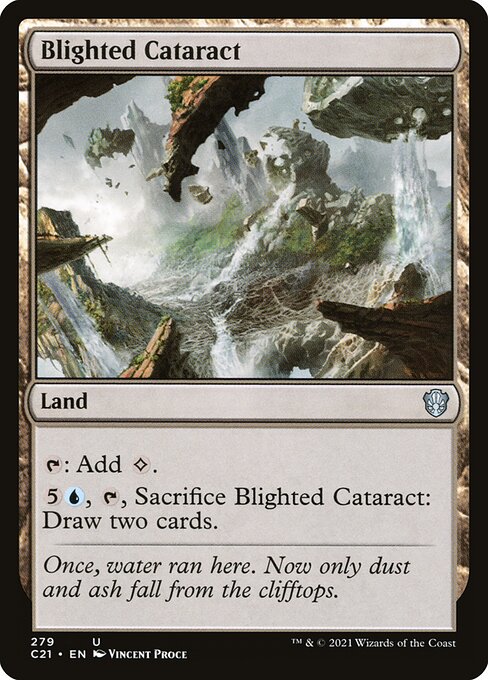 Blighted Cataract
Land
: Add .
5, , Sacrifice Blighted Cataract:
Draw two cards.
Once, water ran here. Now only dust
and ash fall from the clifftops.
279 U
C21 • EN Vincent Proce
™ & © 2021 Wizards of the Coast